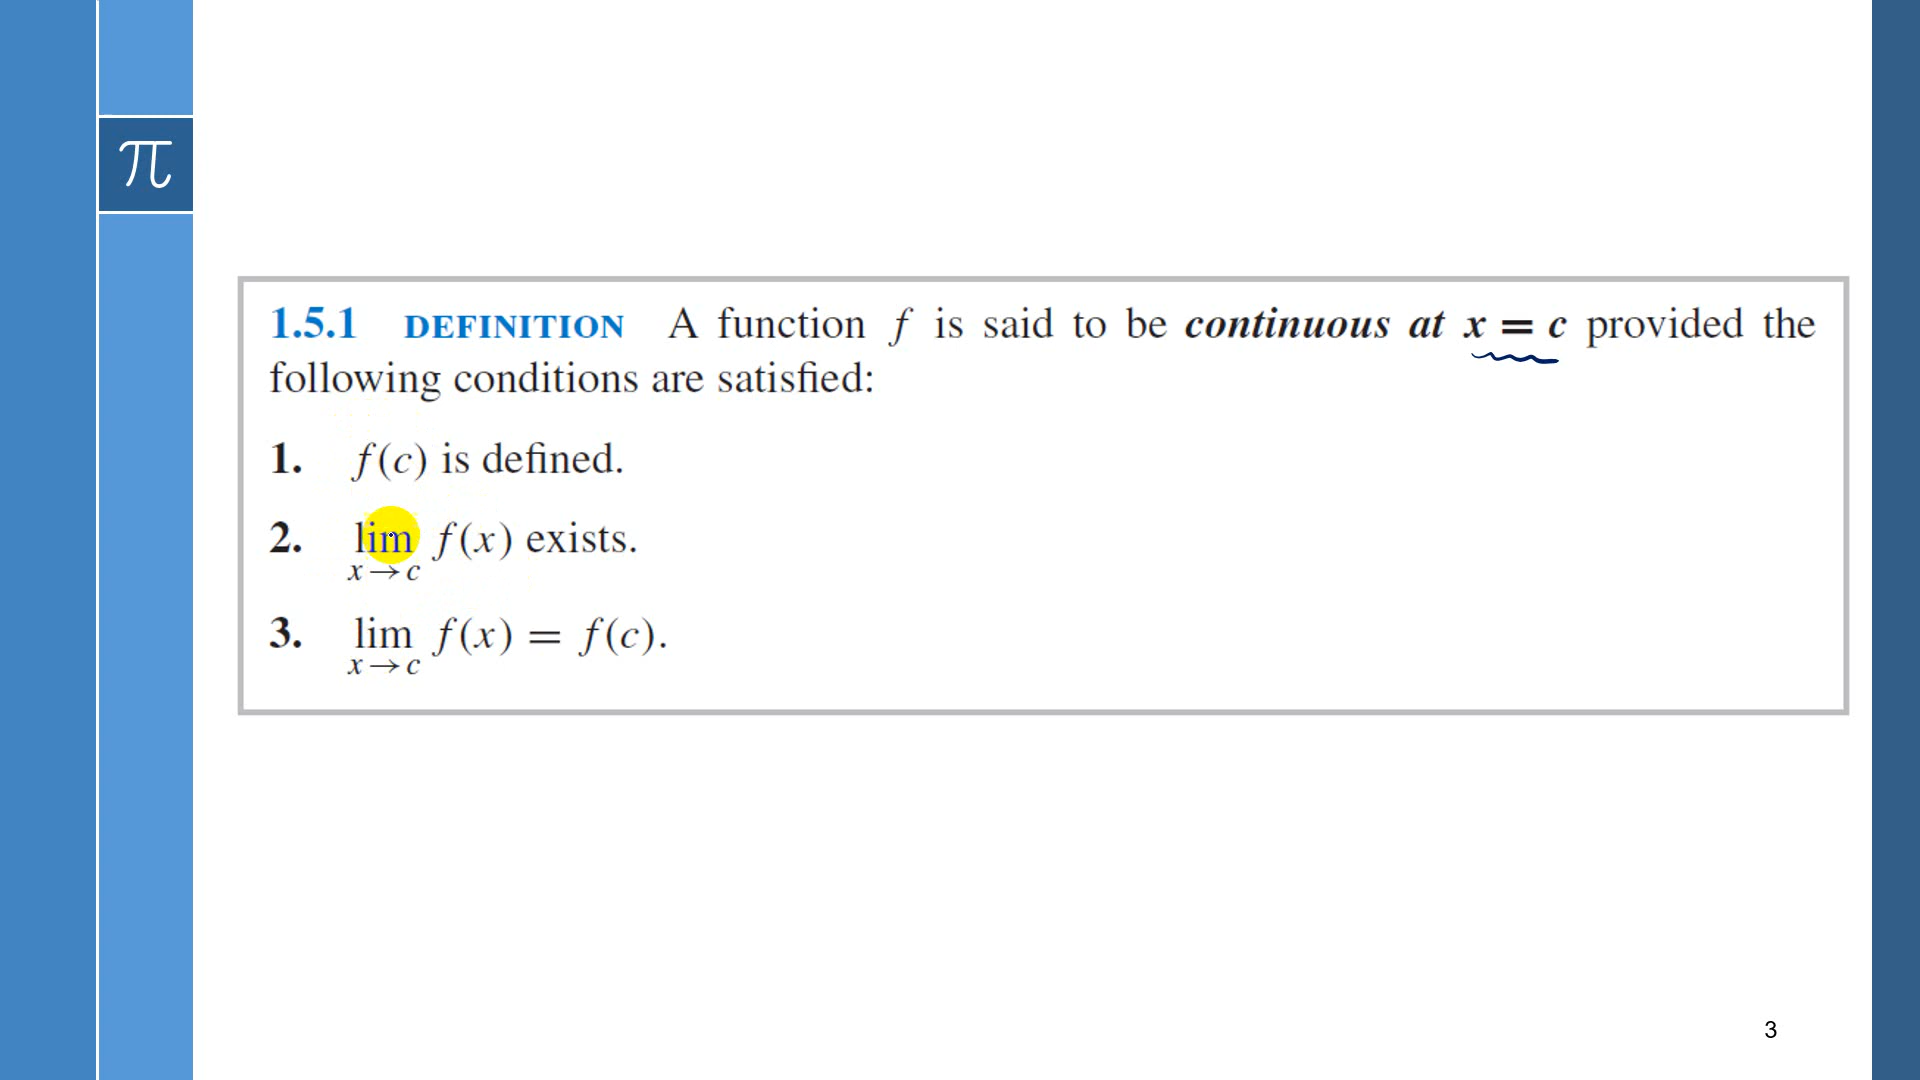 π
1.5.1 DEFINITION A function f is said to be continuous at x = c provided the
following conditions are satisfied:
1. f(c) is defined.
2. lim f(x) exists.
x→c
3. lim f(x) = f(c).
x→c
3